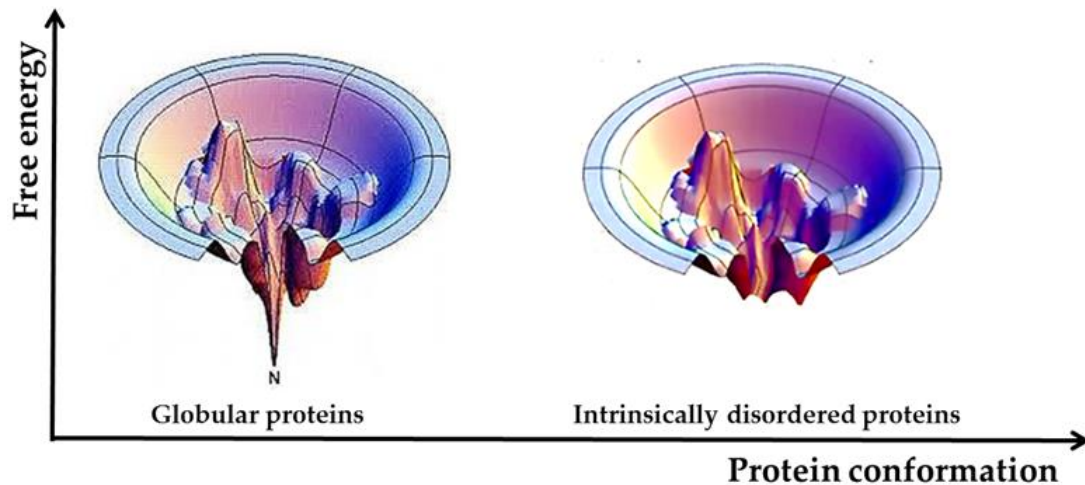 Free energy
N
Globular proteins
Intrinsically disordered proteins
Protein conformation